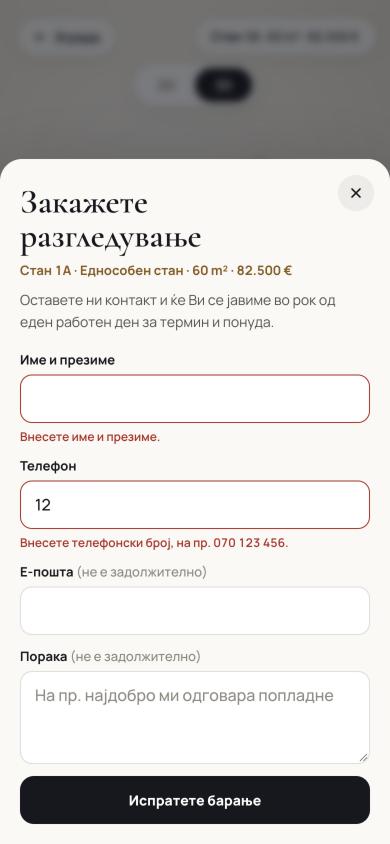 Закажете
разгледување
Стан 1А · Еднособен стан · 60 m² · 82.500 €
Оставете ни контакт и ќе Ви се јавиме во рок од
еден работен ден за термин и понуда.
Име и презиме
Внесете име и презиме.
Телефон
12
Внесете телефонски број, на пр. 070 123 456.
Е-пошта (не е задолжително)
Порака (не е задолжително)
На пр. најдобро ми одговара попладне
Испратете барање